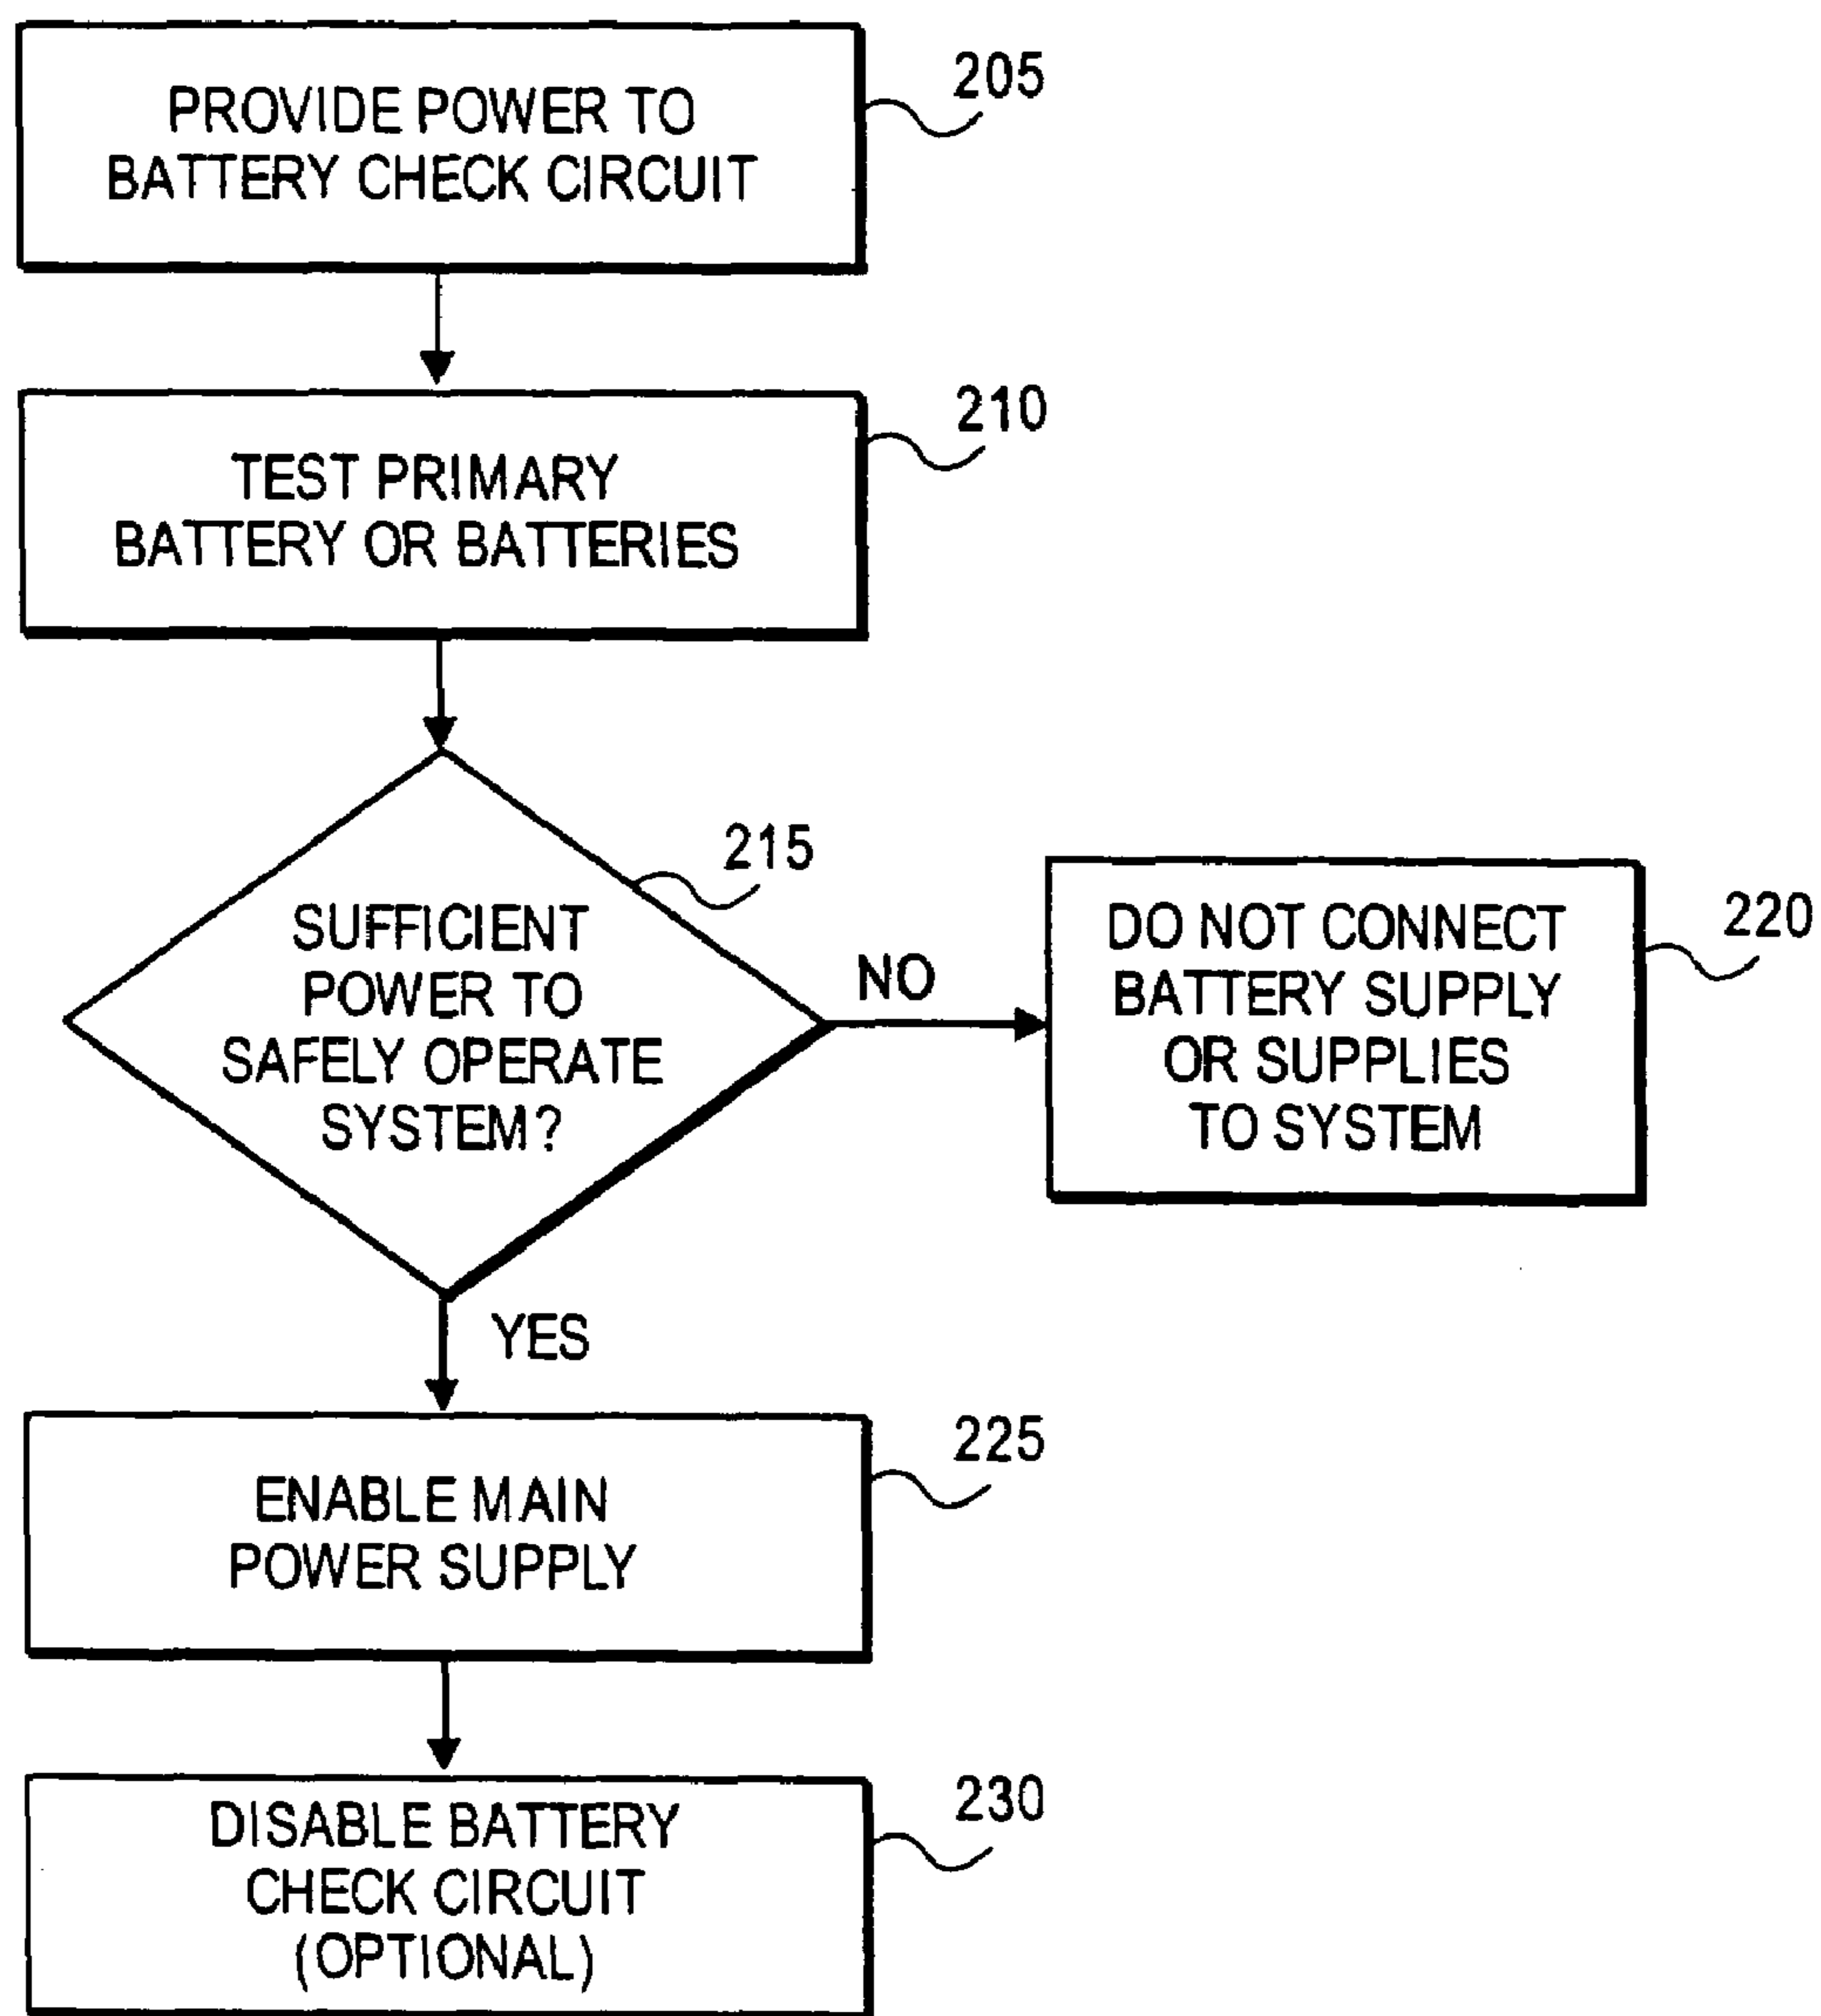 PROVIDE POWER TO
BATTERY CHECK CIRCUIT
205
TEST PRIMARY
BATTERY OR BATTERIES
210
SUFFICIENT
POWER TO
SAFELY OPERATE
SYSTEM?
215
NO
DO NOT CONNECT
BATTERY SUPPLY
OR SUPPLIES
TO SYSTEM
220
YES
ENABLE MAIN
POWER SUPPLY
225
DISABLE BATTERY
CHECK CIRCUIT
(OPTIONAL)
230